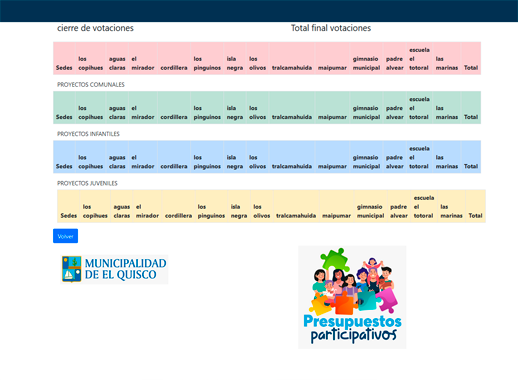 cierre de votaciones Total final votaciones
escuela
los aguas el los isla los gimnasio padre el las
Sedes copihues claras mirador cordillera pinguinos negra olivos tralcamahuida maipumar municipal alvear totoral marinas Total
PROYECTOS COMUNALES
escuela
los aguas el los isla los gimnasio padre el las
Sedes copihues claras mirador cordillera pinguinos negra olivos tralcamahuida maipumar municipal alvear totoral marinas Total
PROYECTOS INFANTILES
escuela
los aguas el los isla los gimnasio padre el las
Sedes copihues claras mirador cordillera pinguinos negra olivos tralcamahuida maipumar municipal alvear totoral marinas Total
PROYECTOS JUVENILES
escuela
los aguas el los isla los gimnasio padre el las
Sedes copihues claras mirador cordillera pinguinos negra olivos tralcamahuida maipumar municipal alvear totoral marinas Total
Volver
MUNICIPALIDAD
DE EL QUISCO
Presupuestos
participativos